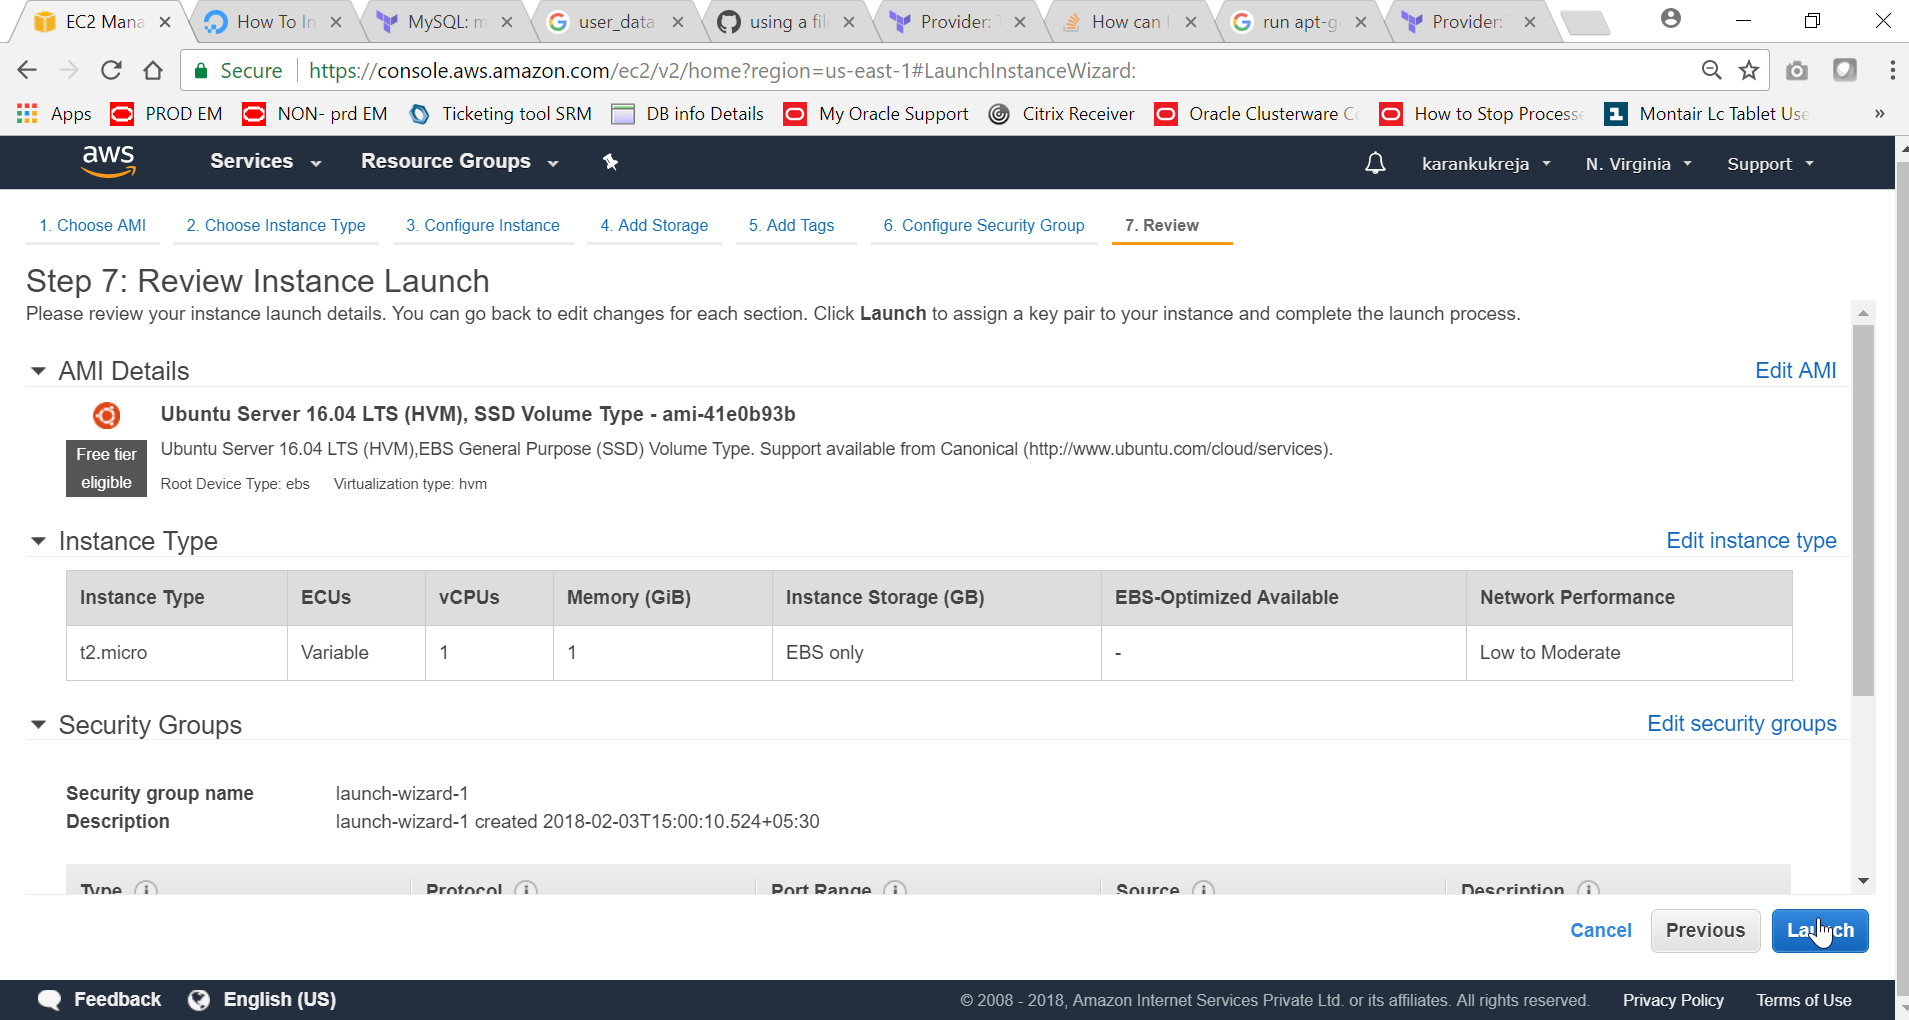 EC2 Mana
How To In
MySQL: m
user_data
using a fil
Provider:
How can
run apt-g
Provider:
Secure
https://console.aws.amazon.com/ec2/v2/home?region=us-east-1#LaunchInstanceWizard:
Apps PROD EM NON- prd EM Ticketing tool SRM DB info Details My Oracle Support Citrix Receiver Oracle Clusterware C How to Stop Processe Montair Lc Tablet Use »
aws Services Resource Groups karankukreja N. Virginia Support
1. Choose AMI 2. Choose Instance Type 3. Configure Instance 4. Add Storage 5. Add Tags 6. Configure Security Group 7. Review
Step 7: Review Instance Launch
Please review your instance launch details. You can go back to edit changes for each section. Click Launch to assign a key pair to your instance and complete the launch process.
AMI Details Edit AMI
Ubuntu Server 16.04 LTS (HVM), SSD Volume Type - ami-41e0b93b
Free tier
eligible
Ubuntu Server 16.04 LTS (HVM),EBS General Purpose (SSD) Volume Type. Support available from Canonical (http://www.ubuntu.com/cloud/services).
Root Device Type: ebs Virtualization type: hvm
Instance Type Edit instance type
Instance Type ECUs vCPUs Memory (GiB) Instance Storage (GB) EBS-Optimized Available Network Performance
t2.micro Variable 1 1 EBS only - Low to Moderate
Security Groups Edit security groups
Security group name launch-wizard-1
Description launch-wizard-1 created 2018-02-03T15:00:10.524+05:30
Type Protocol Port Range Source Description
Cancel Previous Launch
Feedback English (US) © 2008 - 2018, Amazon Internet Services Private Ltd. or its affiliates. All rights reserved. Privacy Policy Terms of Use